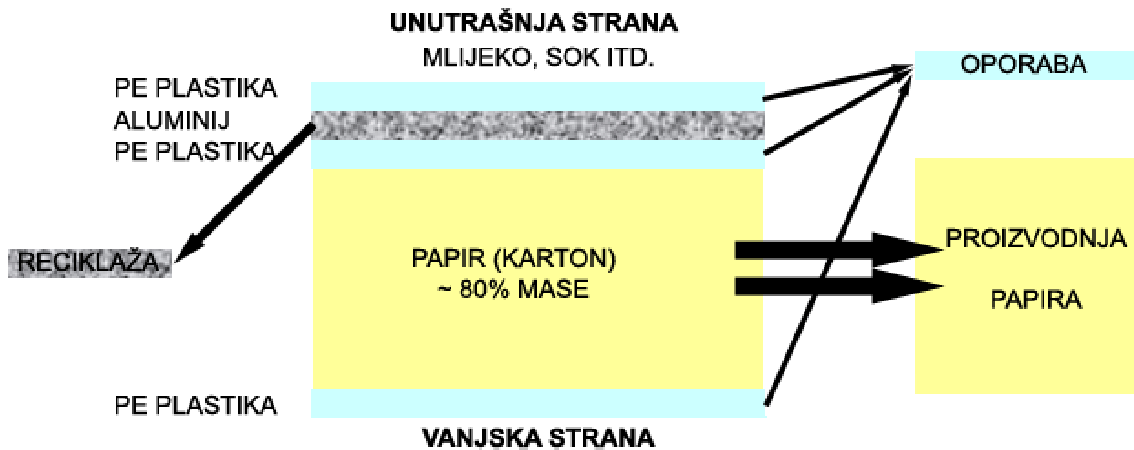 UNUTRAŠNJA STRANA
MLIJEKO, SOK ITD.
OPORABA
PE PLASTIKA
ALUMINIJ
PE PLASTIKA
RECIKLAŽA
PAPIR (KARTON)
~ 80% MASE
PROIZVODNJA
PAPIRA
PE PLASTIKA
VANJSKA STRANA